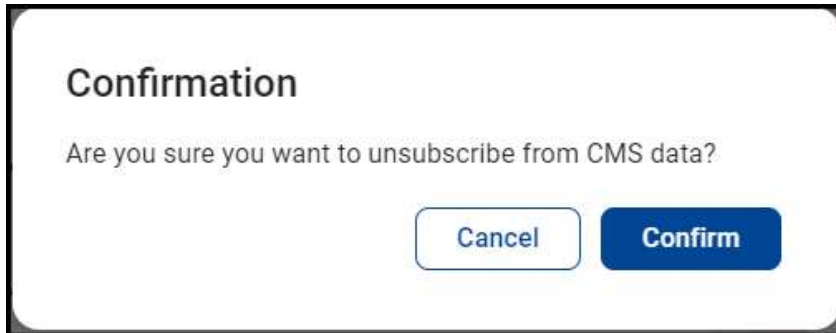 Confirmation
Are you sure you want to unsubscribe from CMS data?
Cancel Confirm